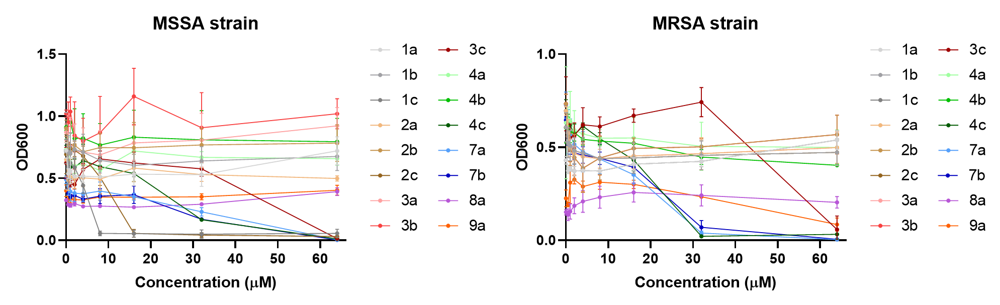 MSSA strain
1.5
1.0
0.5
0.0
OD600
0 10 20 30 40 50 60
Concentration (μM)
1a 3c
1b 4a
1c 4b
2a 4c
2b 7a
2c 7b
3a 8a
3b 9a
MRSA strain
1.0
0.5
0.0
OD600
0 10 20 30 40 50 60
Concentration (μM)
1a 3c
1b 4a
1c 4b
2a 4c
2b 7a
2c 7b
3a 8a
3b 9a